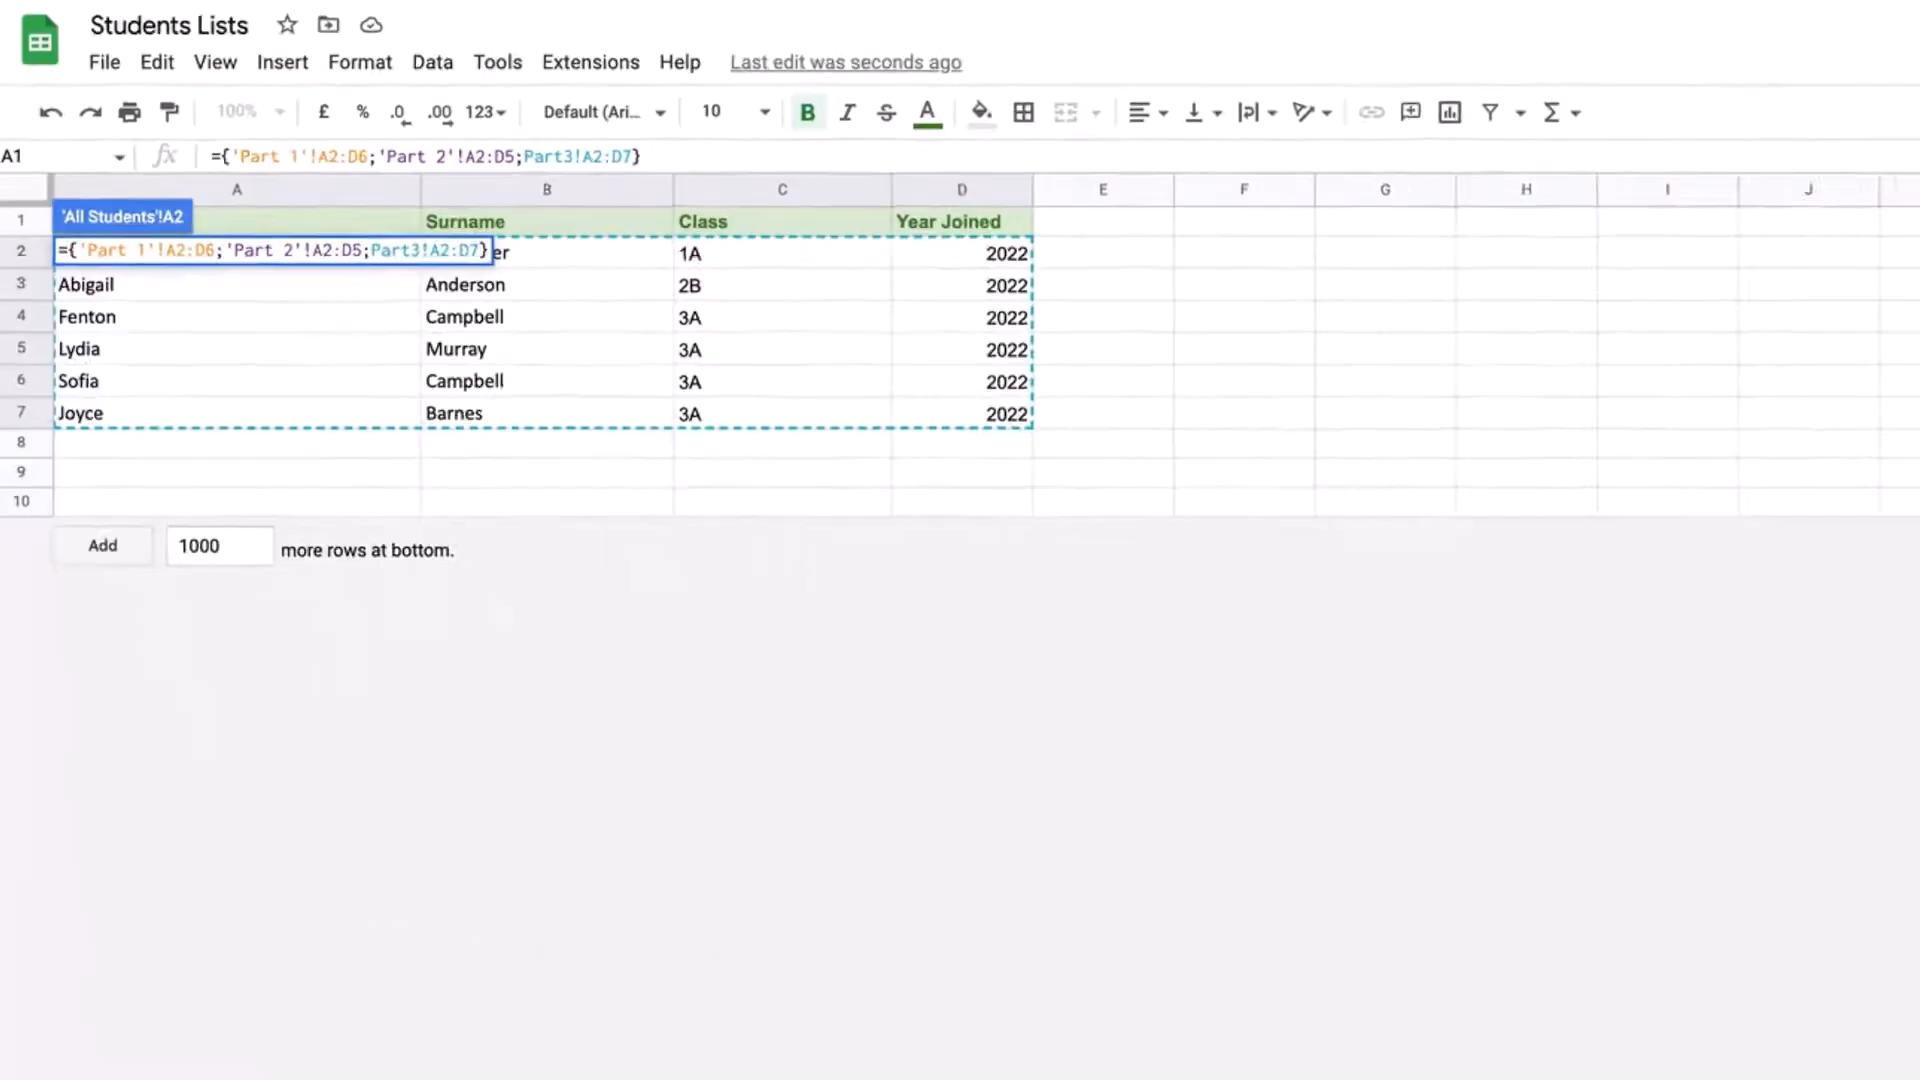 Students Lists
File Edit View Insert Format Data Tools Extensions Help Last edit was seconds ago
100% £ % .0 .00 123 Default (Ari... 10 B I S A
A1 fx ={'Part 1'!A2:D6;'Part 2'!A2:D5;Part3!A2:D7}
A B C D E F G H I J
'All Students'!A2
1 Surname Class Year Joined
2 ={'Part 1'!A2:D6;'Part 2'!A2:D5;Part3!A2:D7} er 1A 2022
3 Abigail Anderson 2B 2022
4 Fenton Campbell 3A 2022
5 Lydia Murray 3A 2022
6 Sofia Campbell 3A 2022
7 Joyce Barnes 3A 2022
8
9
10
Add 1000 more rows at bottom.